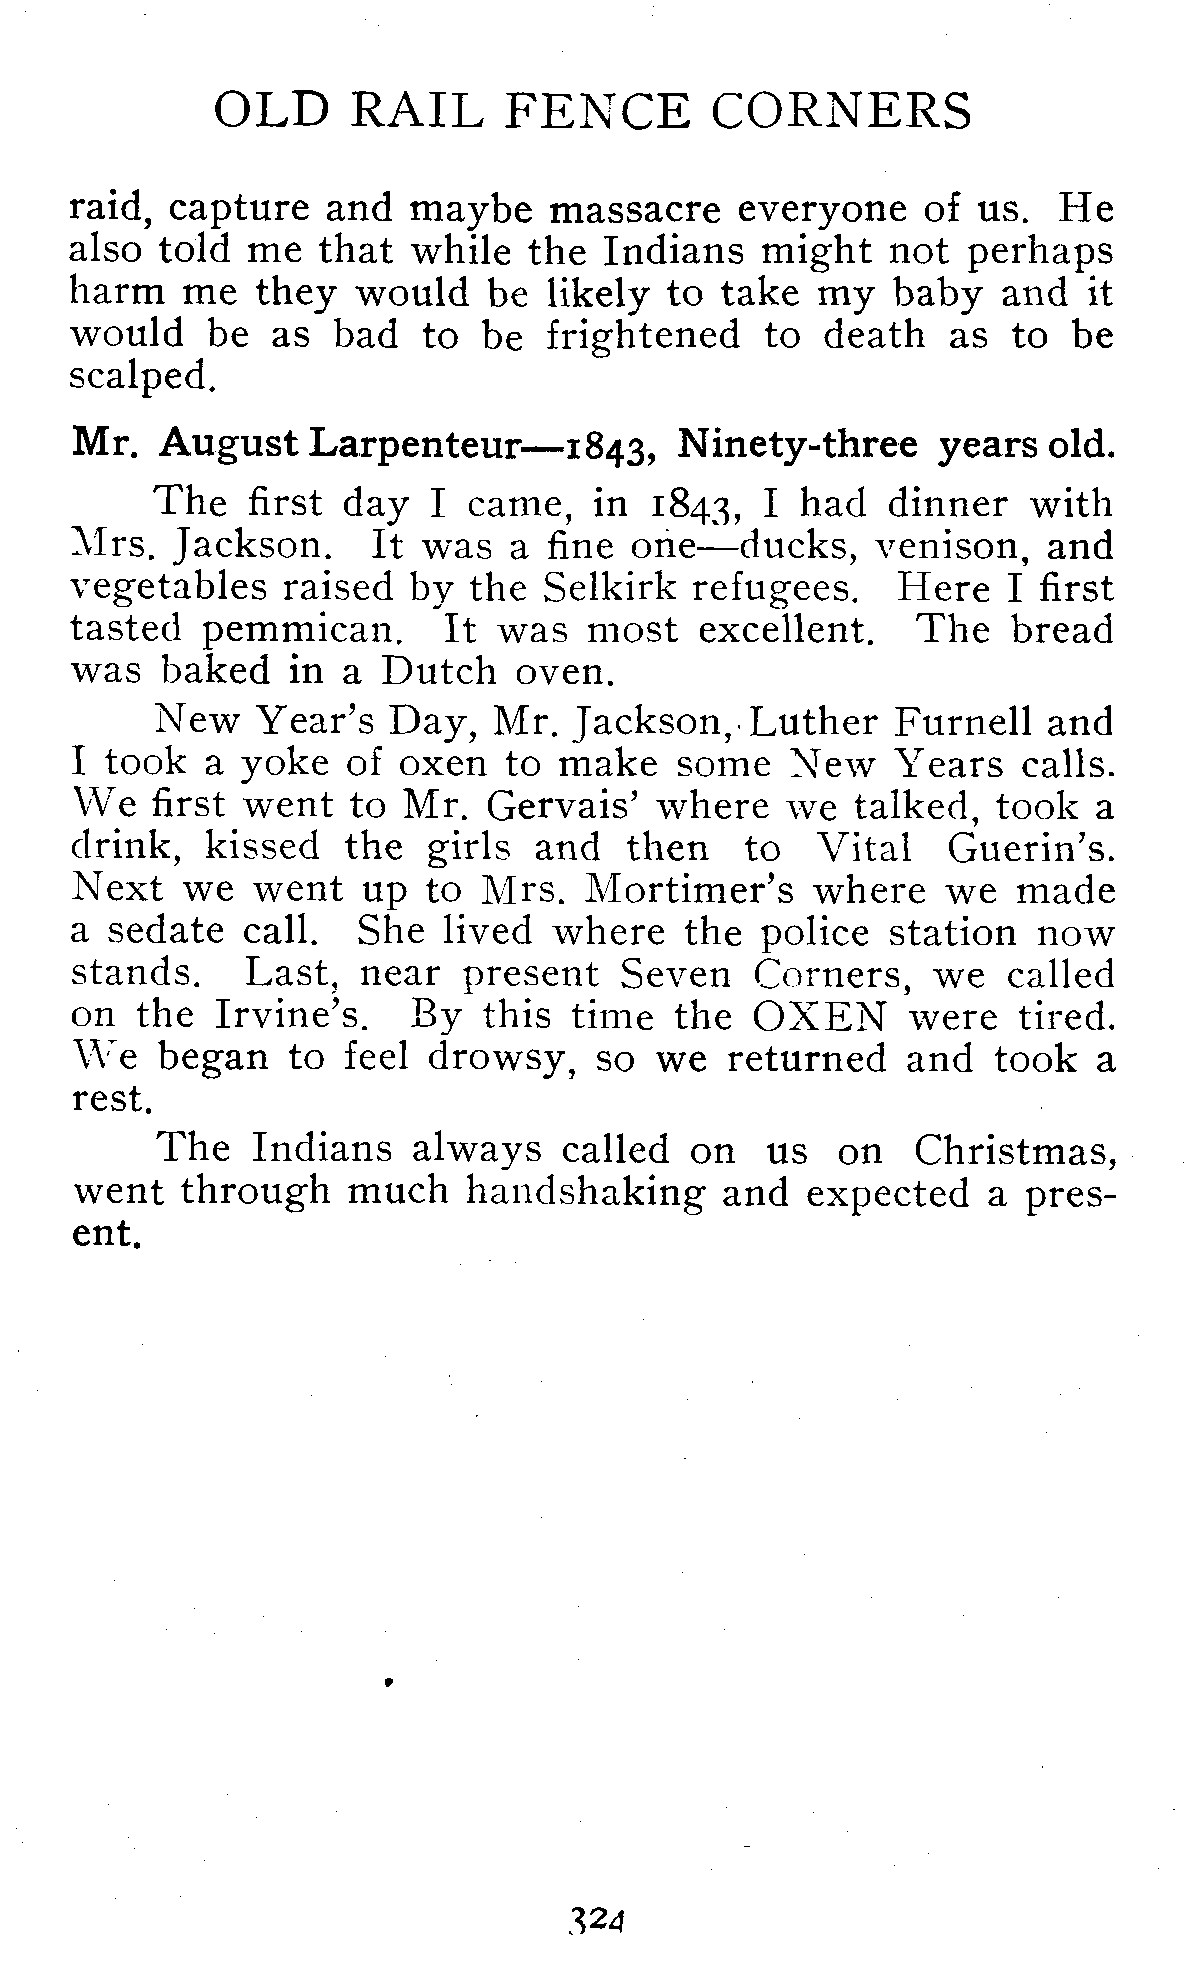 OLD RAIL FENCE CORNERS
raid, capture and maybe massacre everyone of us. He
also told me that while the Indians might not perhaps
harm me they would be likely to take my baby and it
would be as bad to be frightened to death as to be
scalped.
Mr. August Larpenteur—1843, Ninety-three years old.
The first day I came, in 1843, I had dinner with
Mrs. Jackson. It was a fine one—ducks, venison, and
vegetables raised by the Selkirk refugees. Here I first
tasted pemmican. It was most excellent. The bread
was baked in a Dutch oven.
New Year's Day, Mr. Jackson, Luther Furnell and
I took a yoke of oxen to make some New Years calls.
We first went to Mr. Gervais' where we talked, took a
drink, kissed the girls and then to Vital Guerin's.
Next we went up to Mrs. Mortimer's where we made
a sedate call. She lived where the police station now
stands. Last, near present Seven Corners, we called
on the Irvine's. By this time the OXEN were tired.
We began to feel drowsy, so we returned and took a
rest.
The Indians always called on us on Christmas,
went through much handshaking and expected a pres-
ent.
324